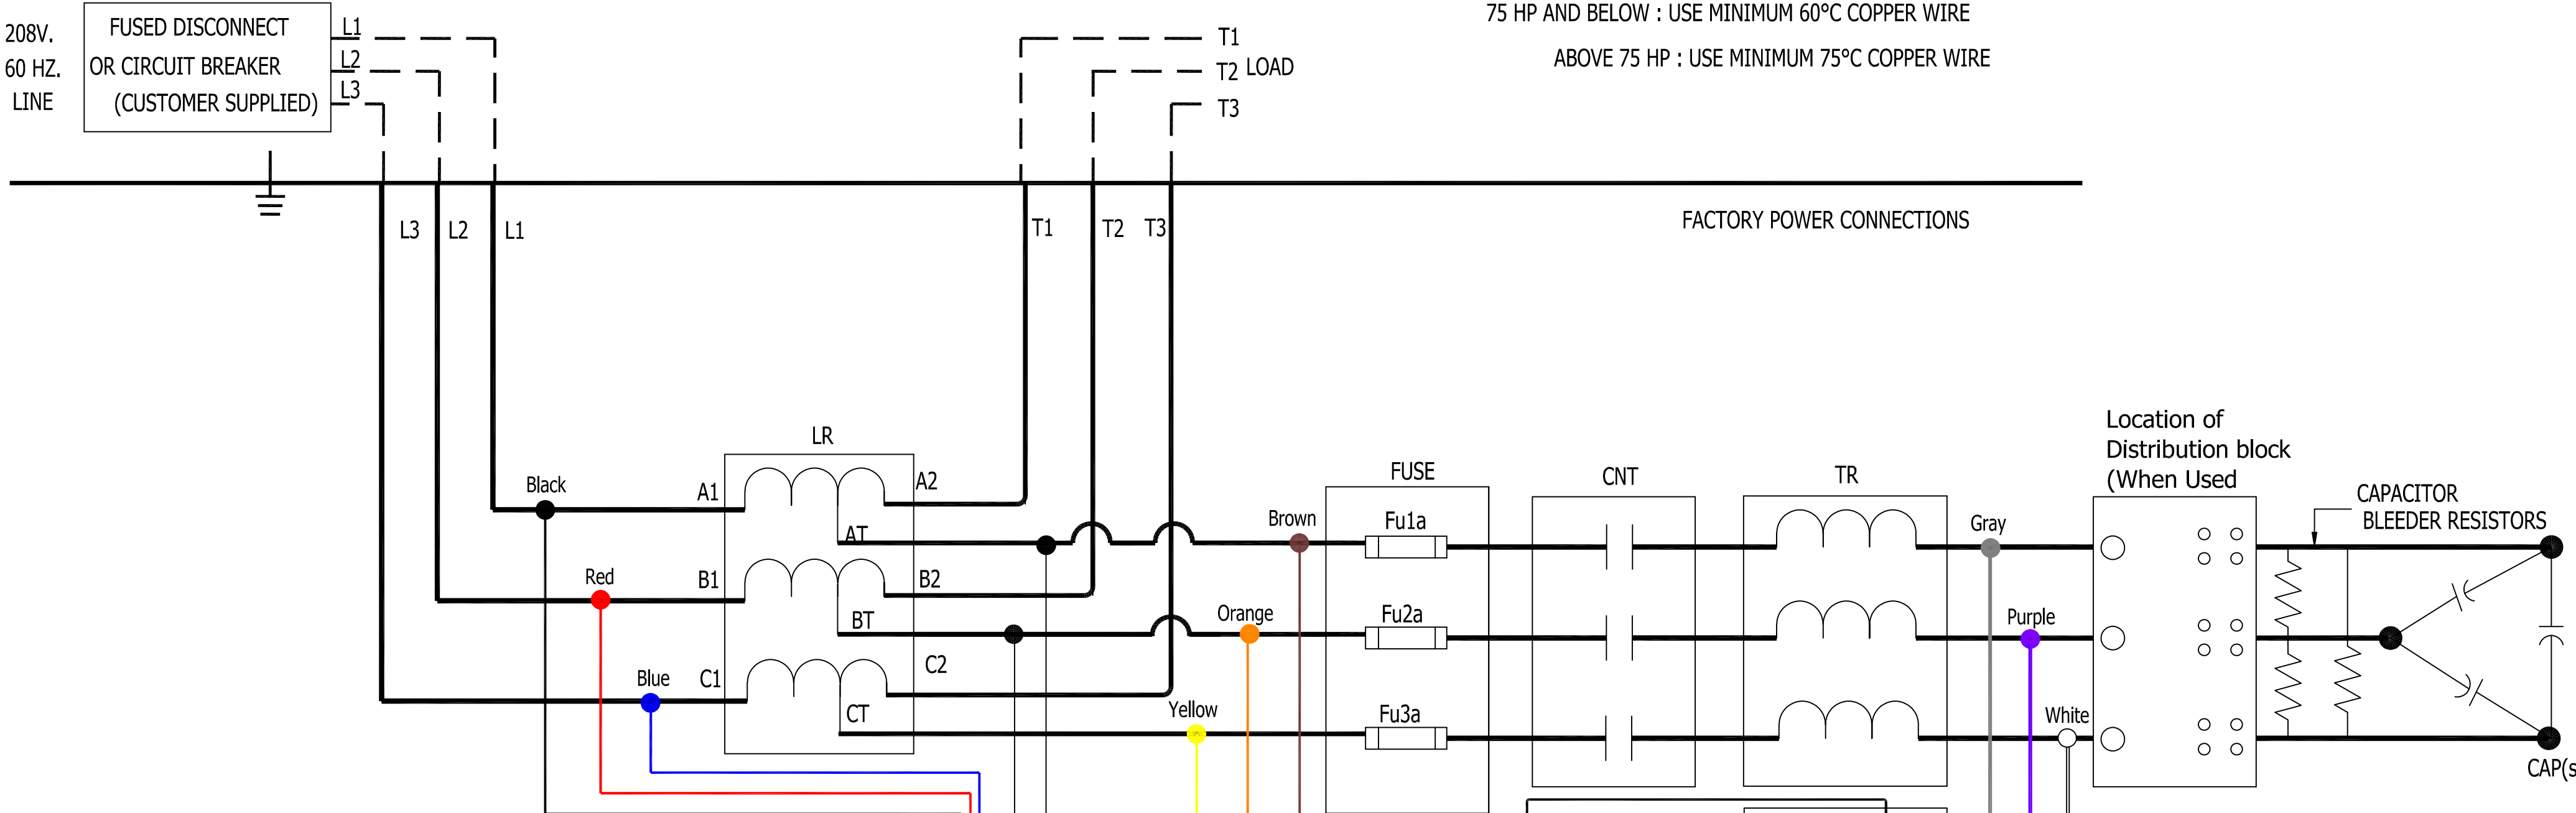 208V.
60 HZ.
LINE
FUSED DISCONNECT
OR CIRCUIT BREAKER
(CUSTOMER SUPPLIED)
L1
L2
L3
T1
T2 LOAD
T3
75 HP AND BELOW : USE MINIMUM 60°C COPPER WIRE
ABOVE 75 HP : USE MINIMUM 75°C COPPER WIRE
L3 L2 L1
T1 T2 T3
FACTORY POWER CONNECTIONS
LR
Black
A1
A2
AT
Red
B1
B2
BT
Blue
C1
C2
CT
Brown
Orange
Yellow
FUSE
Fu1a
Fu2a
Fu3a
CNT
TR
Gray
Purple
White
Location of
Distribution block
(When Used
CAPACITOR
BLEEDER RESISTORS
CAP(s